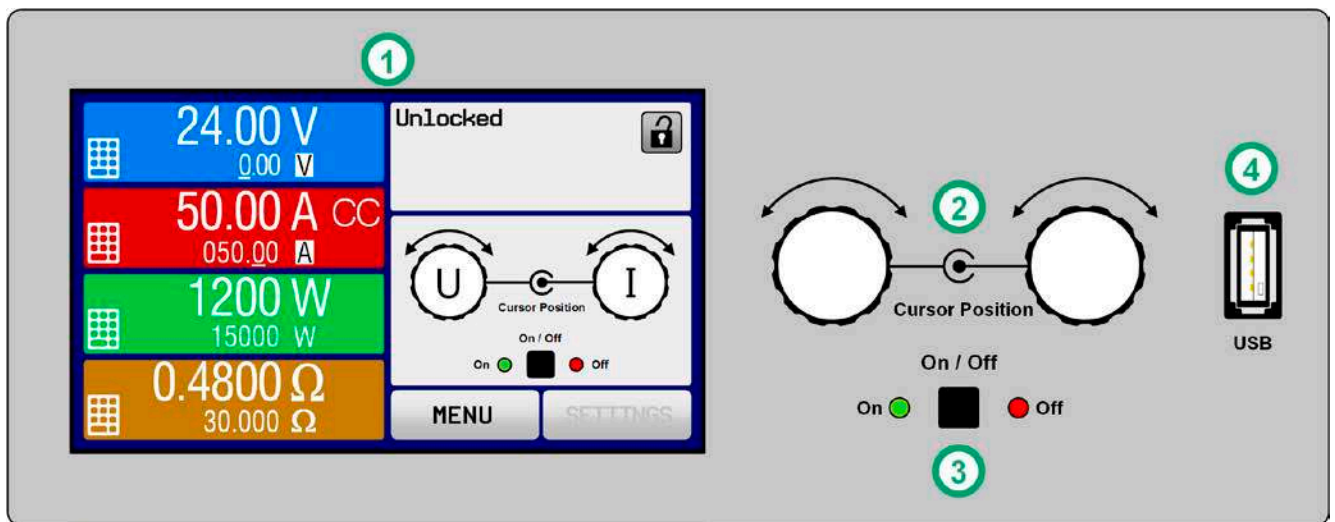 1
24.00 V
0.00 V
50.00 A CC
050.00 A
1200 W
15000 W
0.4800 Ω
30.000 Ω
Unlocked
U
I
Cursor Position
On / Off
On
Off
MENU
SETTINGS
2
Cursor Position
On / Off
On
Off
3
4
USB